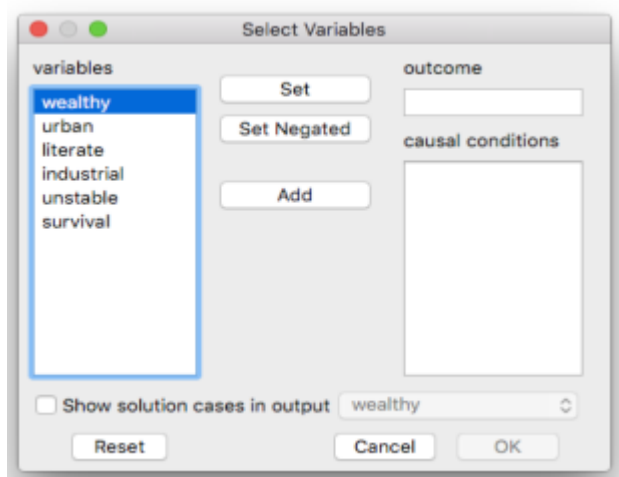 Select Variables
variables
wealthy
urban
literate
industrial
unstable
survival
Set
Set Negated
Add
outcome
causal conditions
Show solution cases in output wealthy
Reset Cancel OK